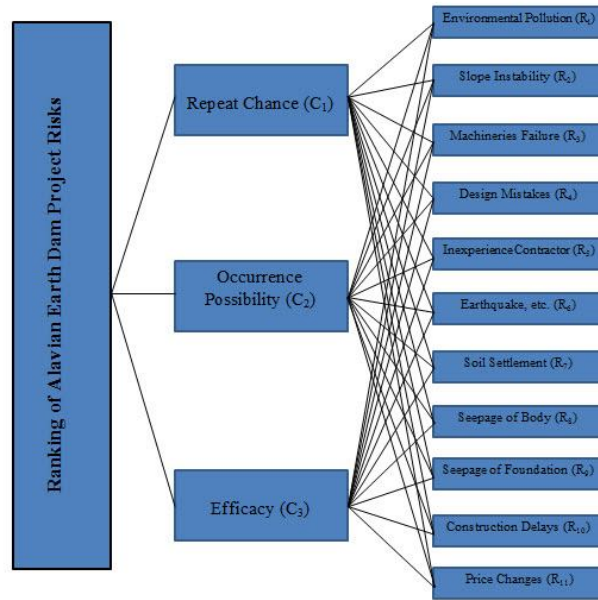 Ranking of Alavian Earth Dam Project Risks
Repeat Chance (C₁)
Occurrence
Possibility (C₂)
Efficacy (C₃)
Environmental Pollution (R₁)
Slope Instability (R₂)
Machineries Failure (R₃)
Design Mistakes (R₄)
Inexperience Contractor (R₅)
Earthquake, etc. (R₆)
Soil Settlement (R₇)
Seepage of Body (R₈)
Seepage of Foundation (R₉)
Construction Delays (R₁₀)
Price Changes (R₁₁)